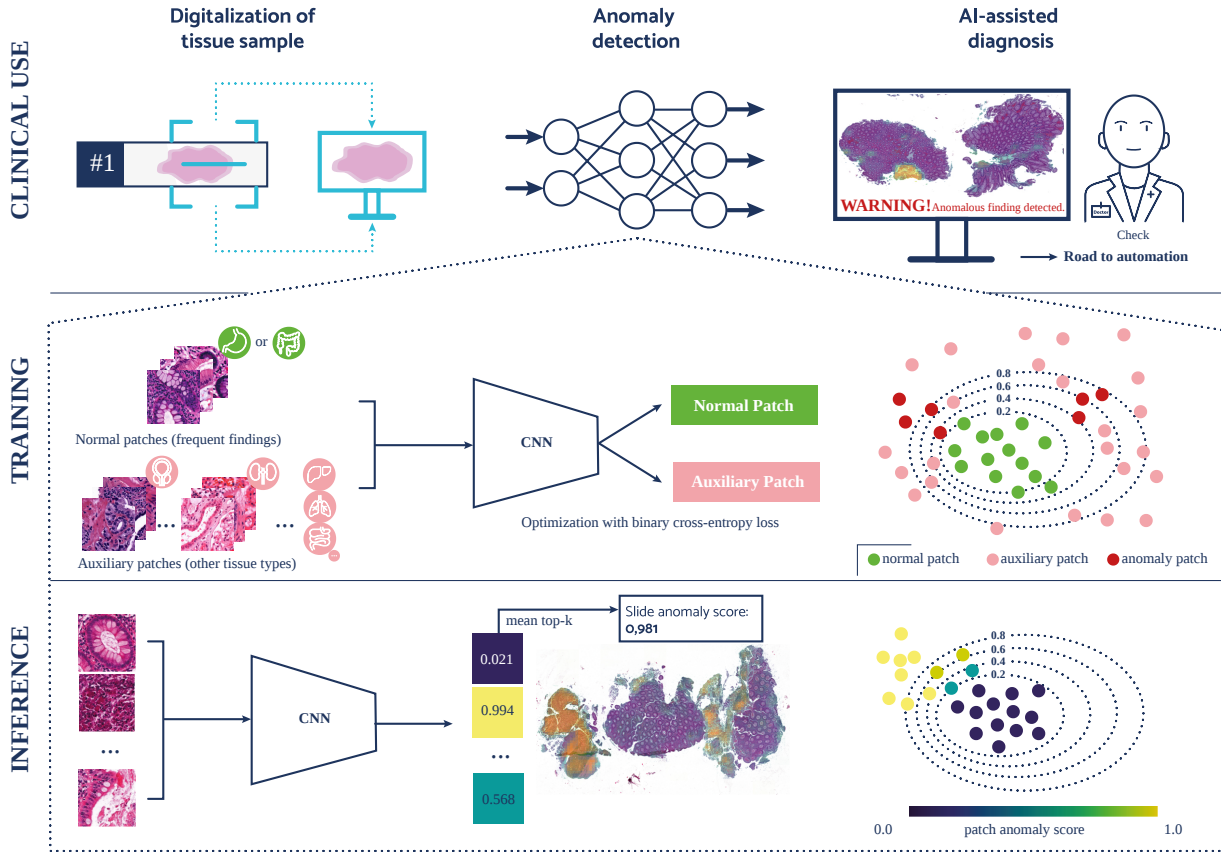 CLINICAL USE
Digitalization of
tissue sample
Anomaly
detection
AI-assisted
diagnosis
#1
WARNING! Anomalous finding detected.
Doctor
Check
Road to automation
TRAINING
or
Normal patches (frequent findings)
...
...
Auxiliary patches (other tissue types)
...
CNN
Normal Patch
Auxiliary Patch
Optimization with binary cross-entropy loss
0.8
0.6
0.4
0.2
normal patch
auxiliary patch
anomaly patch
INFERENCE
...
CNN
mean top-k
Slide anomaly score:
0,981
0.021
0.994
...
0.568
0.8
0.6
0.4
0.2
0.0
patch anomaly score
1.0